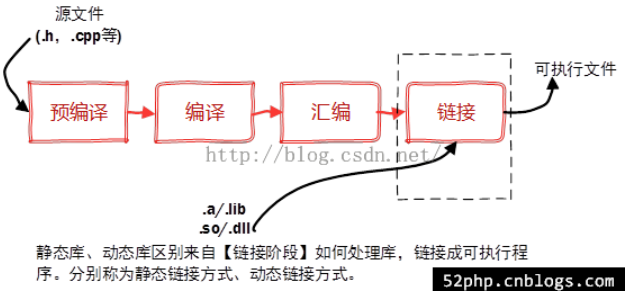 源文件
(.h，.cpp等)
可执行文件
预编译
编译
汇编
链接
http://blog.csdn.net/
.a/.lib
.so/.dll
静态库、动态库区别来自【链接阶段】如何处理库，链接成可执行程
序。分别称为静态链接方式、动态链接方式。
52php.cnblogs.com